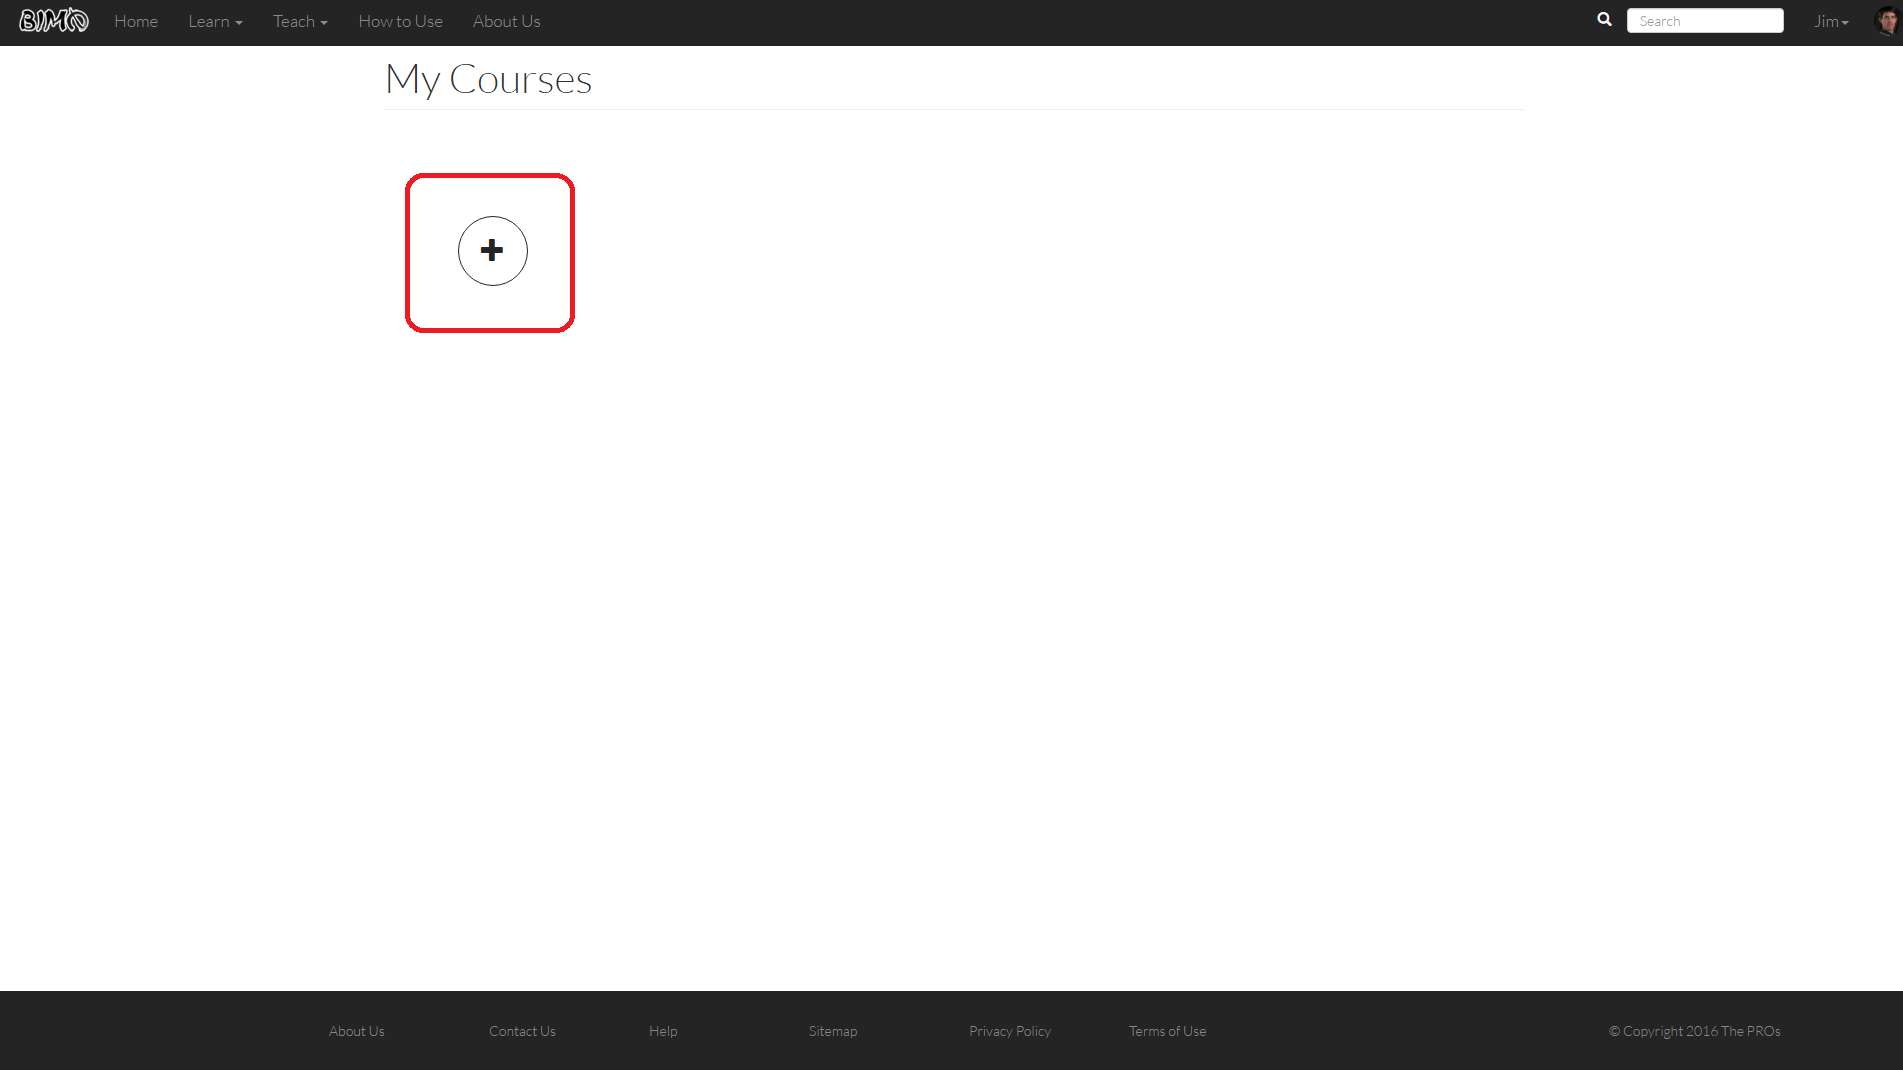 BIMO Home Learn Teach How to Use About Us Search Jim
My Courses
About Us Contact Us Help Sitemap Privacy Policy Terms of Use © Copyright 2016 The PROs